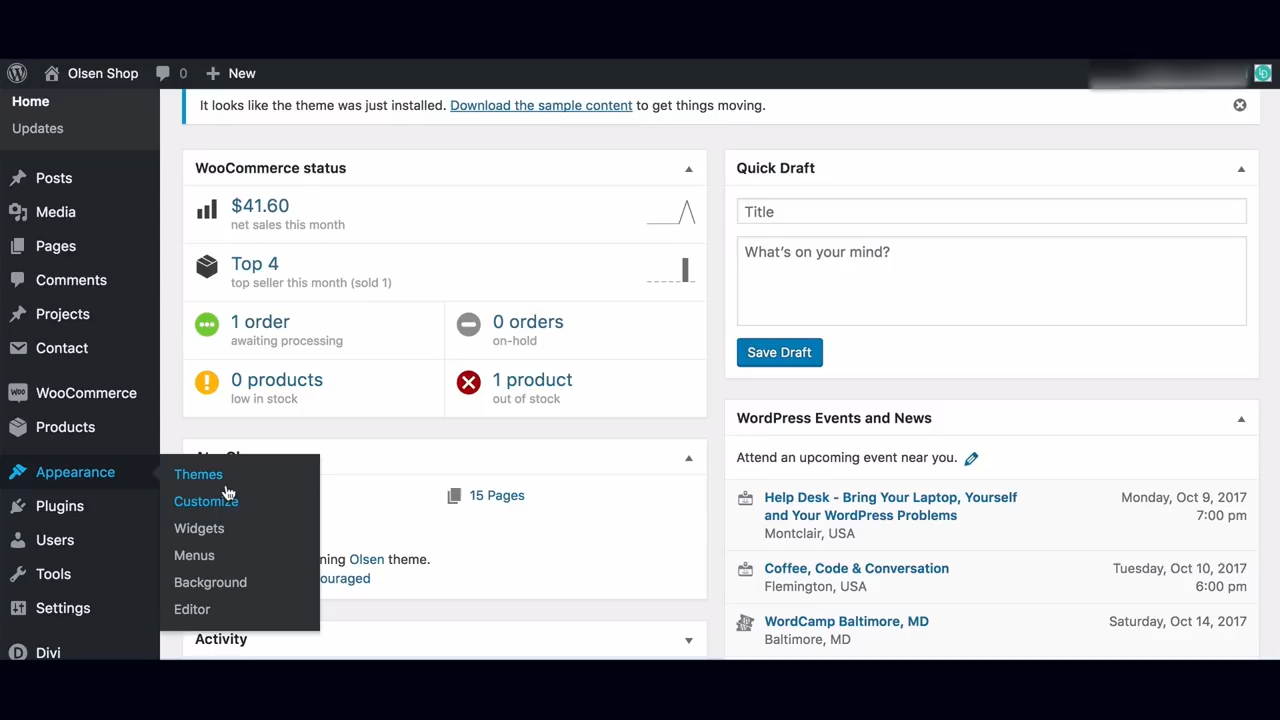 Olsen Shop 0 New
Home
Updates
Posts
Media
Pages
Comments
Projects
Contact
WOO WooCommerce
Products
Appearance
Plugins
Users
Tools
Settings
D Divi
Themes
Customize
Widgets
Menus
Background
Editor
It looks like the theme was just installed. Download the sample content to get things moving.
WooCommerce status
$41.60
net sales this month
Top 4
top seller this month (sold 1)
1 order
awaiting processing
0 orders
on-hold
0 products
low in stock
1 product
out of stock
15 Pages
ning Olsen theme.
ouraged
Activity
Quick Draft
Title
What's on your mind?
Save Draft
WordPress Events and News
Attend an upcoming event near you.
Help Desk - Bring Your Laptop, Yourself
and Your WordPress Problems
Montclair, USA
Monday, Oct 9, 2017
7:00 pm
Coffee, Code & Conversation
Flemington, USA
Tuesday, Oct 10, 2017
6:00 pm
WordCamp Baltimore, MD
Baltimore, MD
Saturday, Oct 14, 2017